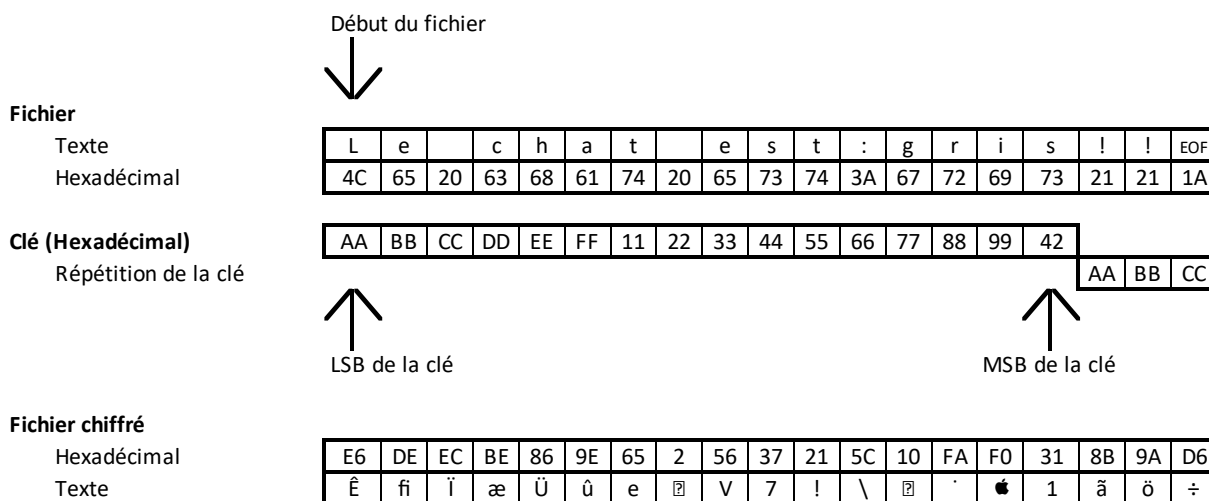 Début du fichier
Fichier
Texte L e c h a t e s t : g r i s ! ! EOF
Hexadécimal 4C 65 20 63 68 61 74 20 65 73 74 3A 67 72 69 73 21 21 1A
Clé (Hexadécimal) AA BB CC DD EE FF 11 22 33 44 55 66 77 88 99 42
Répétition de la clé AA BB CC
LSB de la clé MSB de la clé
Fichier chiffré
Hexadécimal E6 DE EC BE 86 9E 65 2 56 37 21 5C 10 FA F0 31 8B 9A D6
Texte Ê fi Ï æ Ü û e ⍰ V 7 ! \ ⍰ ˙  1 ã ö ÷